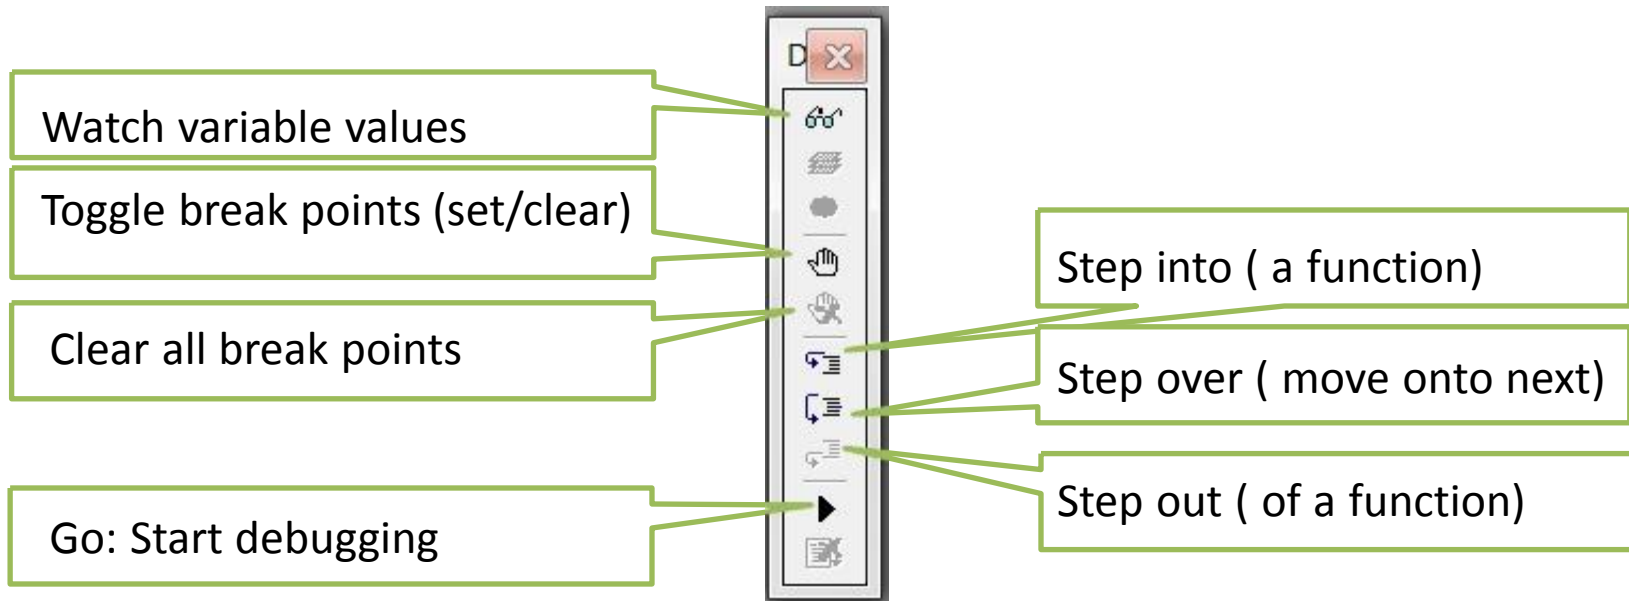 D
Watch variable values
Toggle break points (set/clear)
Clear all break points
Go: Start debugging
Step into ( a function)
Step over ( move onto next)
Step out ( of a function)